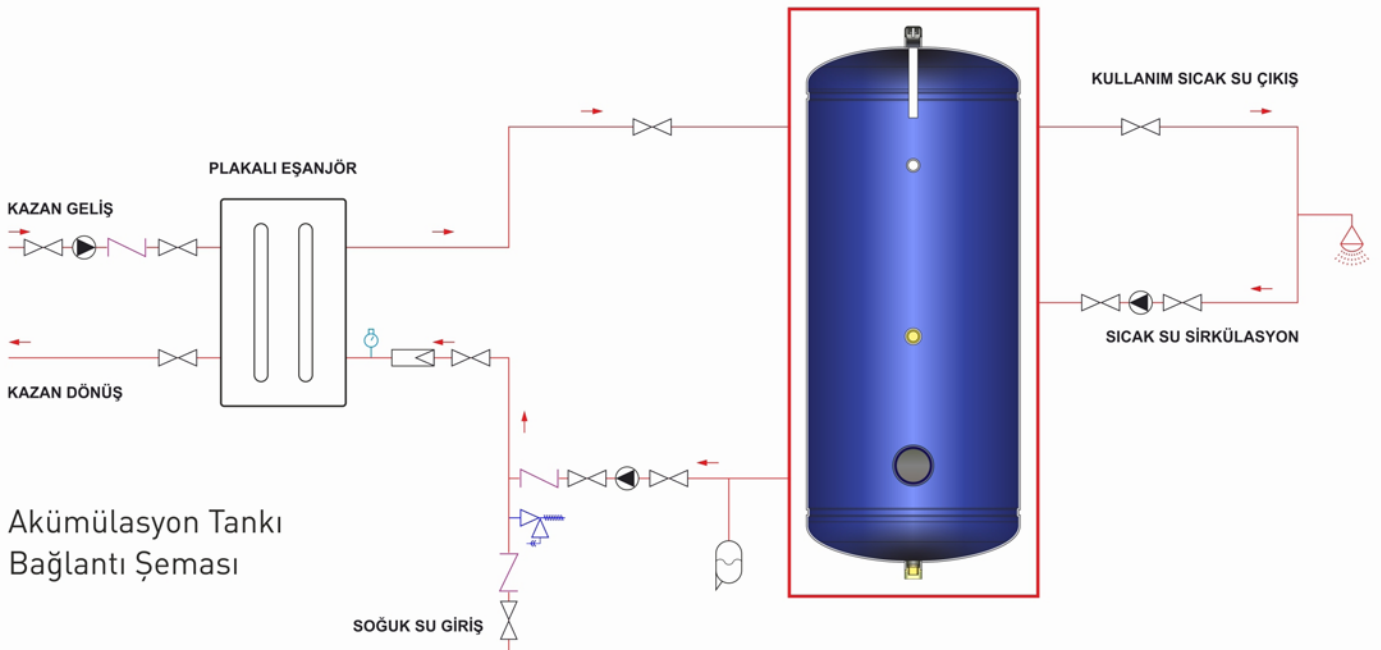 KULLANIM SICAK SU ÇIKIŞ
PLAKALI EŞANJÖR
KAZAN GELİŞ
SICAK SU SİRKÜLASYON
KAZAN DÖNÜŞ
Akümülasyon Tankı
Bağlantı Şeması
SOĞUK SU GİRİŞ